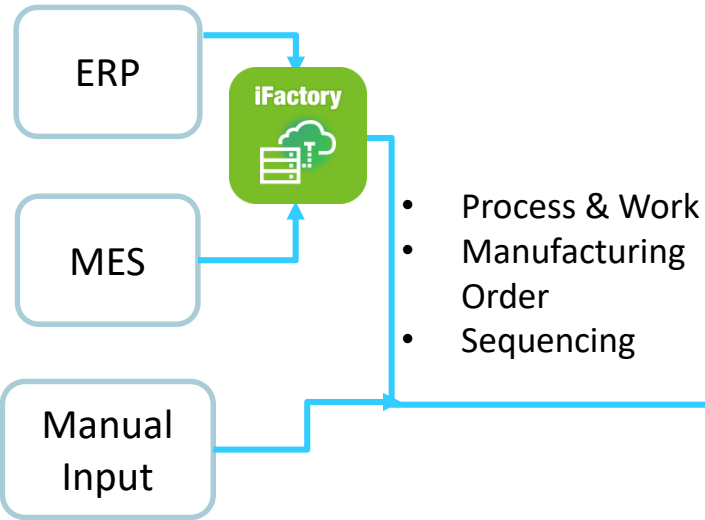 ERP
iFactory
MES
• Process & Work
• Manufacturing
Order
• Sequencing
Manual
Input